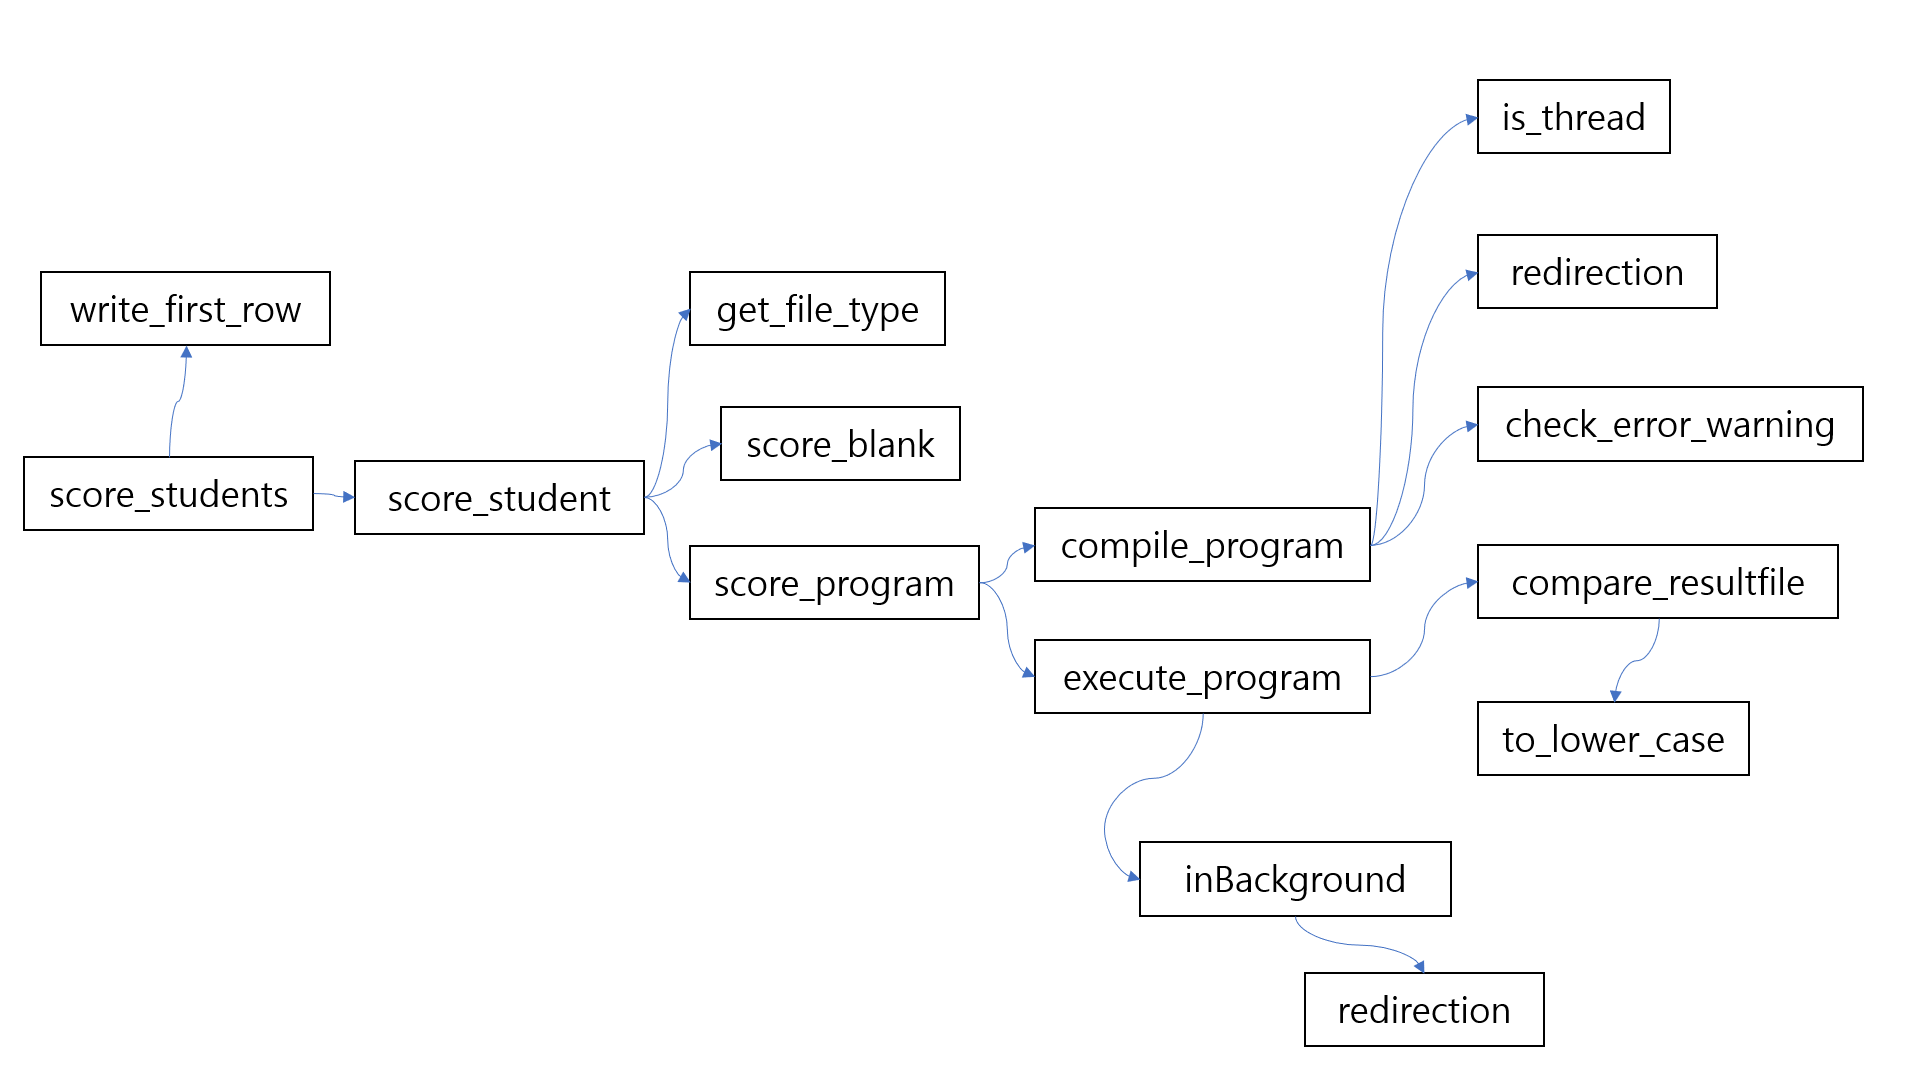 is_thread
redirection
write_first_row
get_file_type
check_error_warning
score_blank
score_students
score_student
compile_program
score_program
compare_resultfile
execute_program
to_lower_case
inBackground
redirection